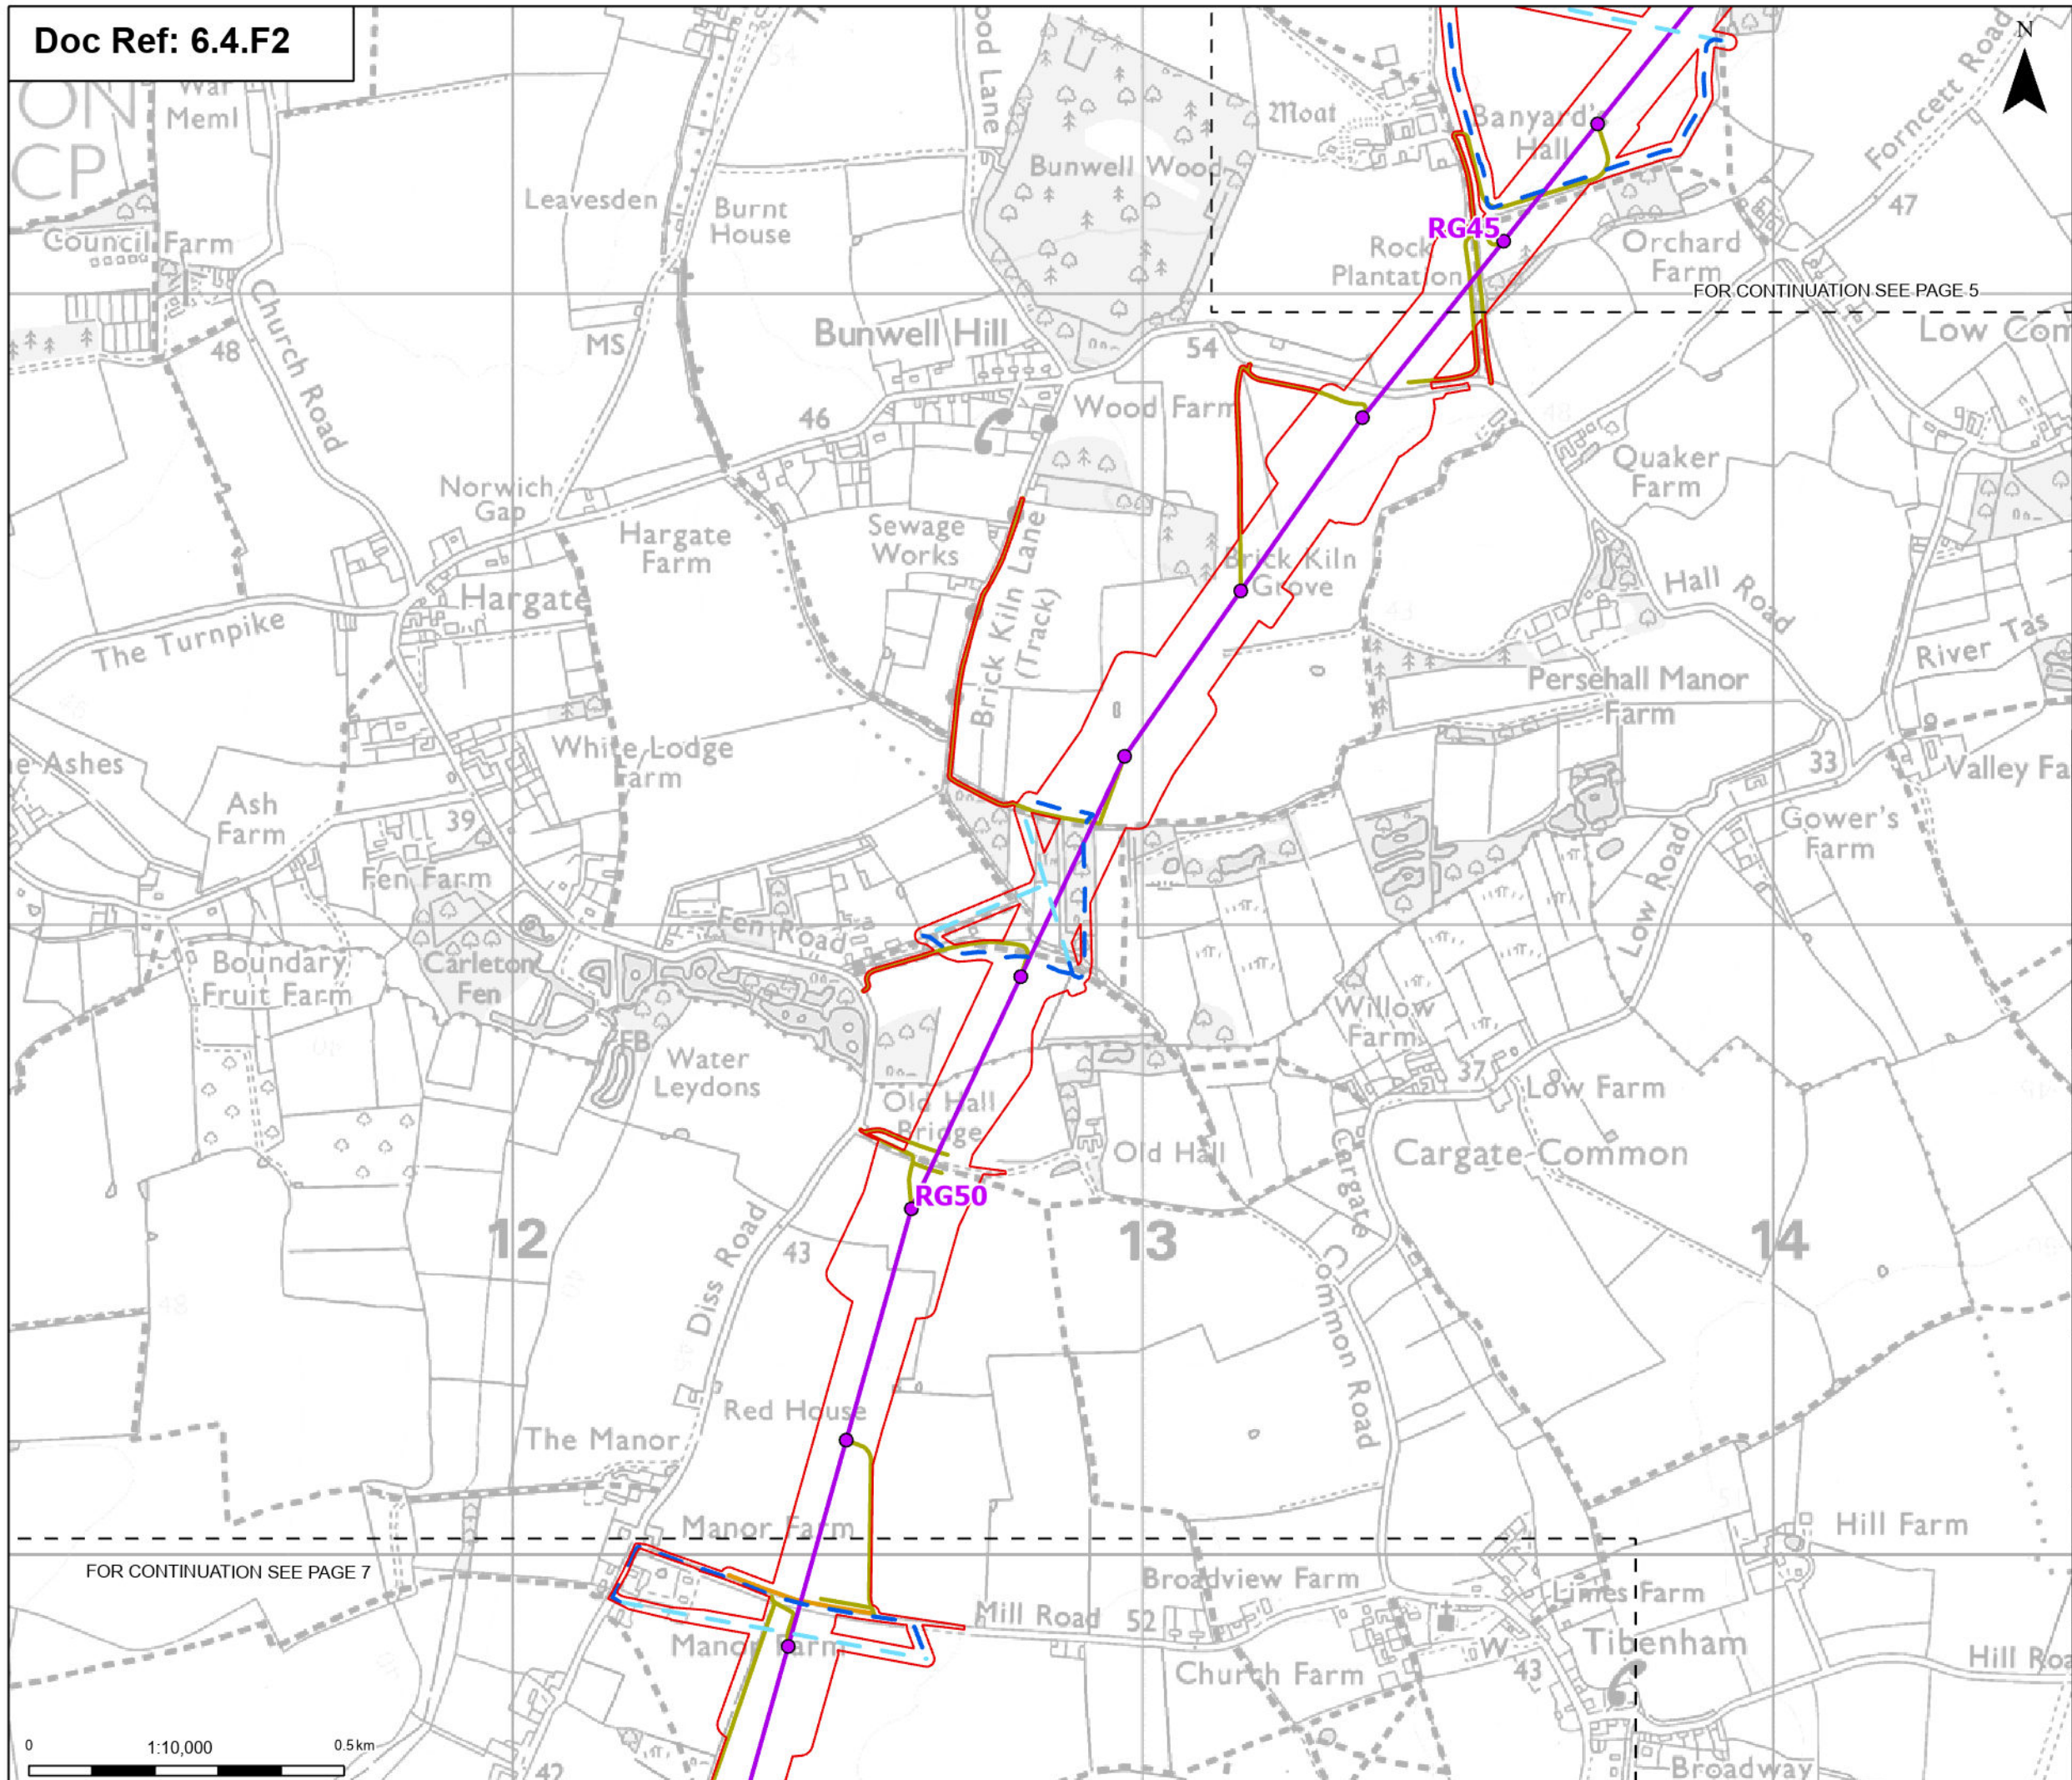 Doc Ref: 6.4.F2
N
ON
CP
War
Meml
Leavesden
Burnt
House
Bunwell Wood
Moat
Banyard's
Hall
Forncett Road
47
Council Farm
Church Road
48
MS
Bunwell Hill
54
RG45
Rock
Plantation
Orchard
Farm
FOR CONTINUATION SEE PAGE 5
Low Com
46
Wood Farm
Norwich
Gap
Hargate
Farm
Sewage
Works
Brick Kiln Lane
(Track)
Brick Kiln
Grove
Quaker
Farm
Hall Road
River Tas
Hargate
The Turnpike
Persehall Manor
Farm
White Lodge
Farm
e Ashes
Ash
Farm
39
33
Valley Fa
Gower's
Farm
Fen Farm
Low Road
Fen Road
Boundary
Fruit Farm
Carleton
Fen
FB
Water
Leydons
Willow
Farm
37
Low Farm
Old Hall
Bridge
Old Hall
Cargate
Cargate Common
RG50
12
13
14
Diss Road
43
Common Road
Red House
The Manor
Manor Farm
Hill Farm
FOR CONTINUATION SEE PAGE 7
Broadview Farm
Limes Farm
Mill Road
52
Manor Farm
Church Farm
W
43
Tibenham
Hill Roa
Broadway
42
0
1:10,000
0.5 km